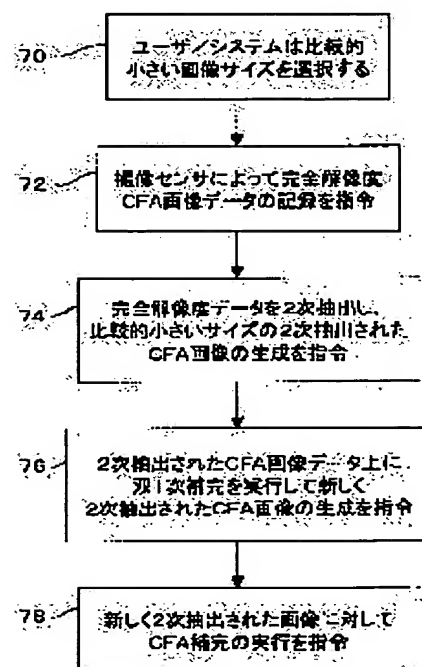 70
ユーザ/システムは比較的
小さい画像サイズを選択する
72
撮像センサによって完全解像度
CFA画像データの記録を指令
74
完全解像度データを2次抽出し、
比較的小さいサイズの2次抽出された
CFA画像の生成を指令
76
2次抽出されたCFA画像データ上に
双1次補完を実行して新しく
2次抽出されたCFA画像の生成を指令
78
新しく2次抽出された画像に対して
CFA補完の実行を指令